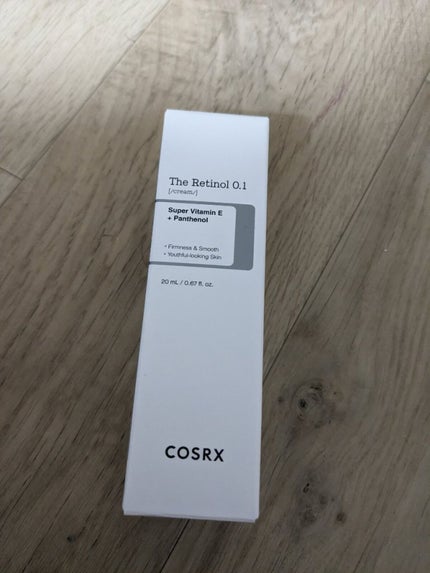 The Retinol 0.1
[/cream/]
Super Vitamin E
+ Panthenol
• Firmness & Smooth
• Youthful-looking Skin
20 mL / 0.67 fl. oz.
COSRX